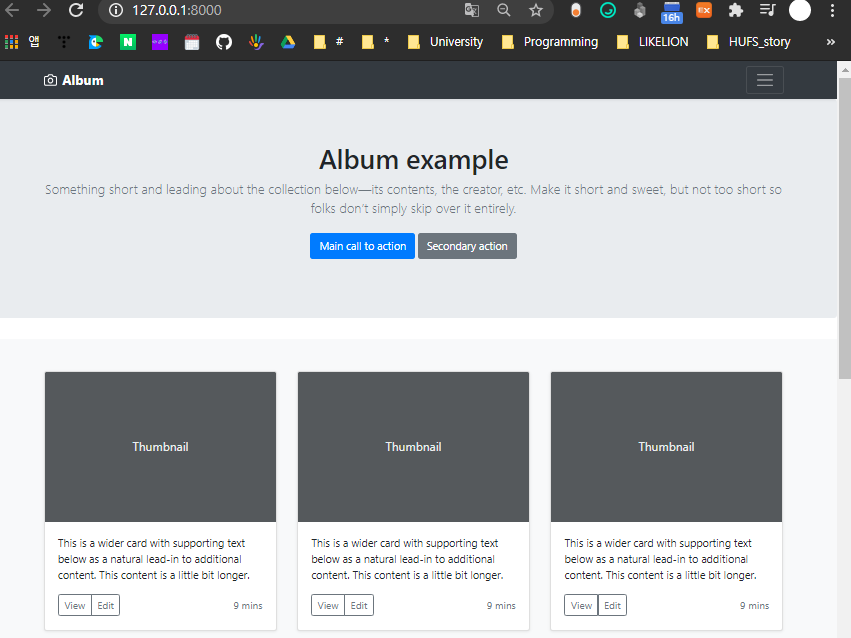 127.0.0.1:8000
16h
# * University Programming LIKELION HUFS_story »
Album
Album example
Something short and leading about the collection below—its contents, the creator, etc. Make it short and sweet, but not too short so
folks don't simply skip over it entirely.
Main call to action Secondary action
Thumbnail Thumbnail Thumbnail
This is a wider card with supporting text
below as a natural lead-in to additional
content. This content is a little bit longer.
View Edit 9 mins
This is a wider card with supporting text
below as a natural lead-in to additional
content. This content is a little bit longer.
View Edit 9 mins
This is a wider card with supporting text
below as a natural lead-in to additional
content. This content is a little bit longer.
View Edit 9 mins